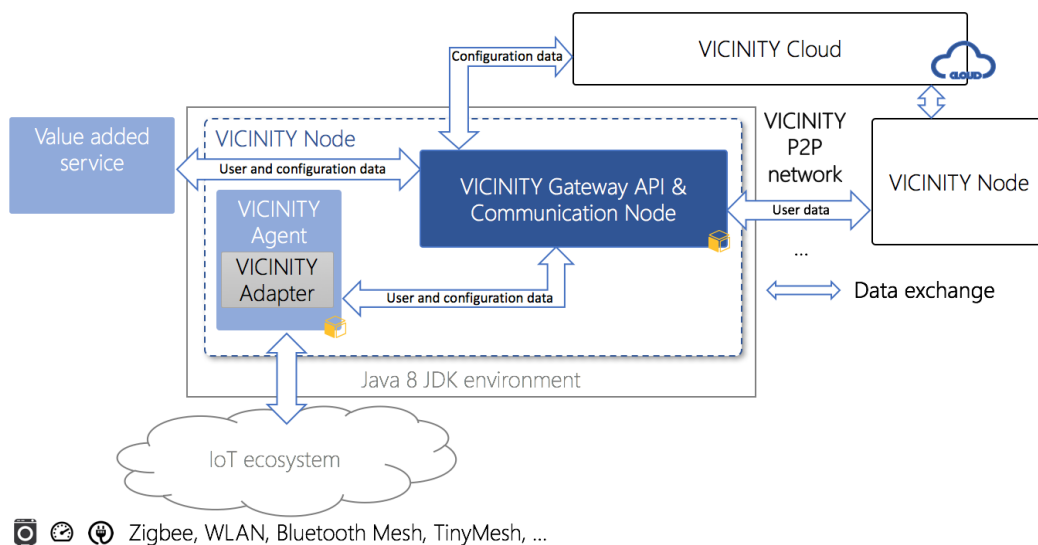 VICINITY Cloud
CLOUD
Configuration data
Value added
service
VICINITY Node
User and configuration data
VICINITY Gateway API &
Communication Node
VICINITY
P2P
network
VICINITY Node
User data
...
VICINITY
Agent
VICINITY
Adapter
User and configuration data
Data exchange
Java 8 JDK environment
IoT ecosystem
Zigbee, WLAN, Bluetooth Mesh, TinyMesh, ...